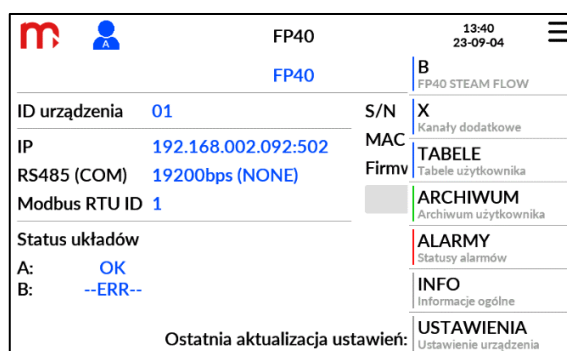 m
A
FP40
13:40
23-09-04
FP40
ID urządzenia 01
S/N
IP 192.168.002.092:502
MAC
RS485 (COM) 19200bps (NONE)
Firmv
Modbus RTU ID 1
Status układów
A: OK
B: --ERR--
Ostatnia aktualizacja ustawień:
B
FP40 STEAM FLOW
X
Kanały dodatkowe
TABELE
Tabele użytkownika
ARCHIWUM
Archiwum użytkownika
ALARMY
Statusy alarmów
INFO
Informacje ogólne
USTAWIENIA
Ustawienie urządzenia